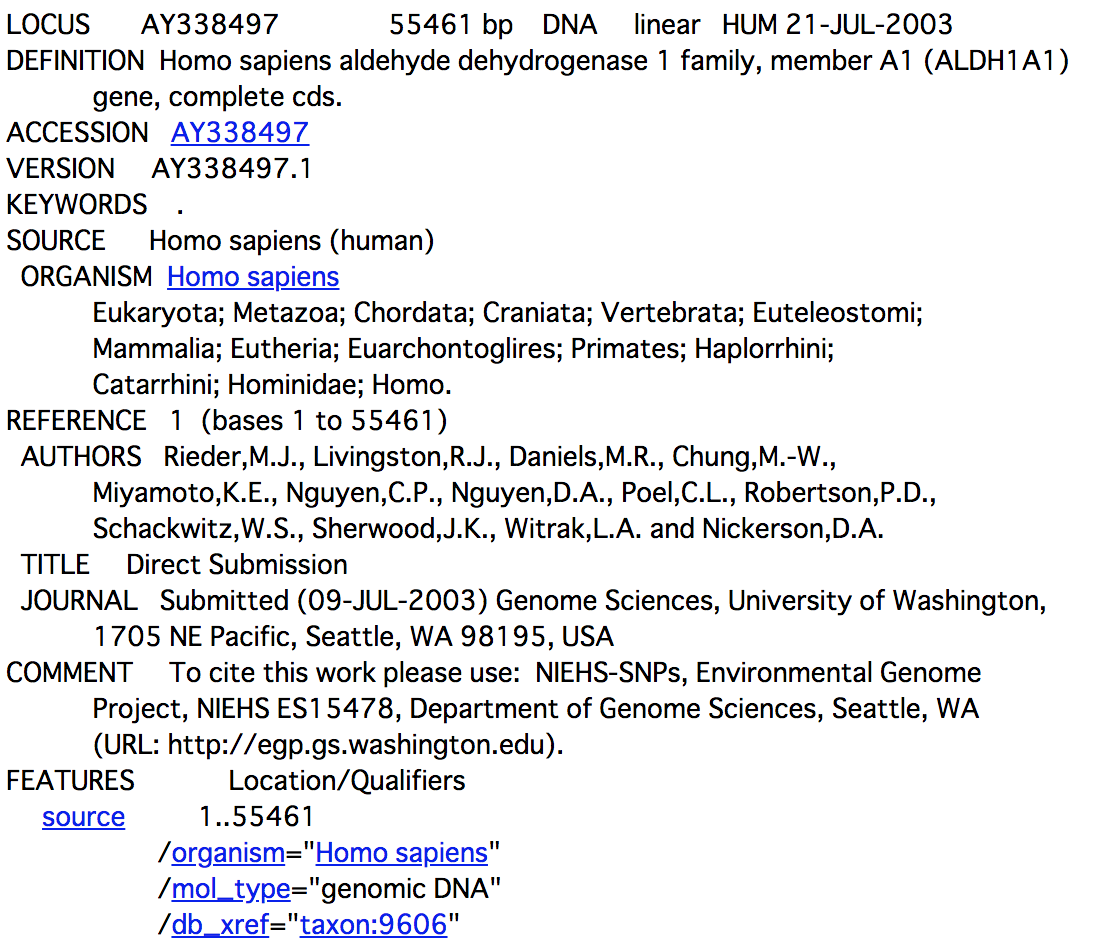 LOCUS AY338497 55461 bp DNA linear HUM 21-JUL-2003
DEFINITION Homo sapiens aldehyde dehydrogenase 1 family, member A1 (ALDH1A1)
gene, complete cds.
ACCESSION AY338497
VERSION AY338497.1
KEYWORDS .
SOURCE Homo sapiens (human)
ORGANISM Homo sapiens
Eukaryota; Metazoa; Chordata; Craniata; Vertebrata; Euteleostomi;
Mammalia; Eutheria; Euarchontoglires; Primates; Haplorrhini;
Catarrhini; Hominidae; Homo.
REFERENCE 1 (bases 1 to 55461)
AUTHORS Rieder,M.J., Livingston,R.J., Daniels,M.R., Chung,M.-W.,
Miyamoto,K.E., Nguyen,C.P., Nguyen,D.A., Poel,C.L., Robertson,P.D.,
Schackwitz,W.S., Sherwood,J.K., Witrak,L.A. and Nickerson,D.A.
TITLE Direct Submission
JOURNAL Submitted (09-JUL-2003) Genome Sciences, University of Washington,
1705 NE Pacific, Seattle, WA 98195, USA
COMMENT To cite this work please use: NIEHS-SNPs, Environmental Genome
Project, NIEHS ES15478, Department of Genome Sciences, Seattle, WA
(URL: http://egp.gs.washington.edu).
FEATURES Location/Qualifiers
source 1..55461
/organism="Homo sapiens"
/mol_type="genomic DNA"
/db_xref="taxon:9606"